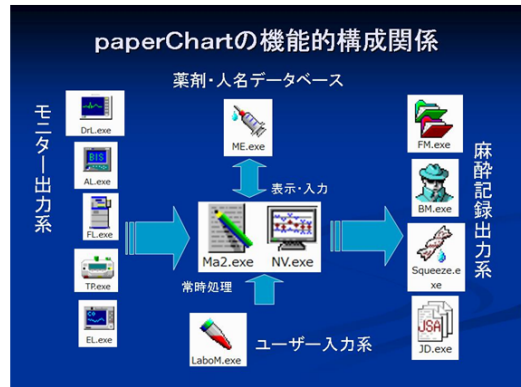 paperChartの機能的構成関係
薬剤・人名データベース
モニター出力系
DrL.exe
AL.exe
BIS
FL.exe
TP.exe
EL.exe
ME.exe
表示・入力
Ma2.exe
NV.exe
常時処理
LaboM.exe
ユーザー入力系
FM.exe
BM.exe
Squeeze.e
xe
JSA
JD.exe
麻酔記録出力系